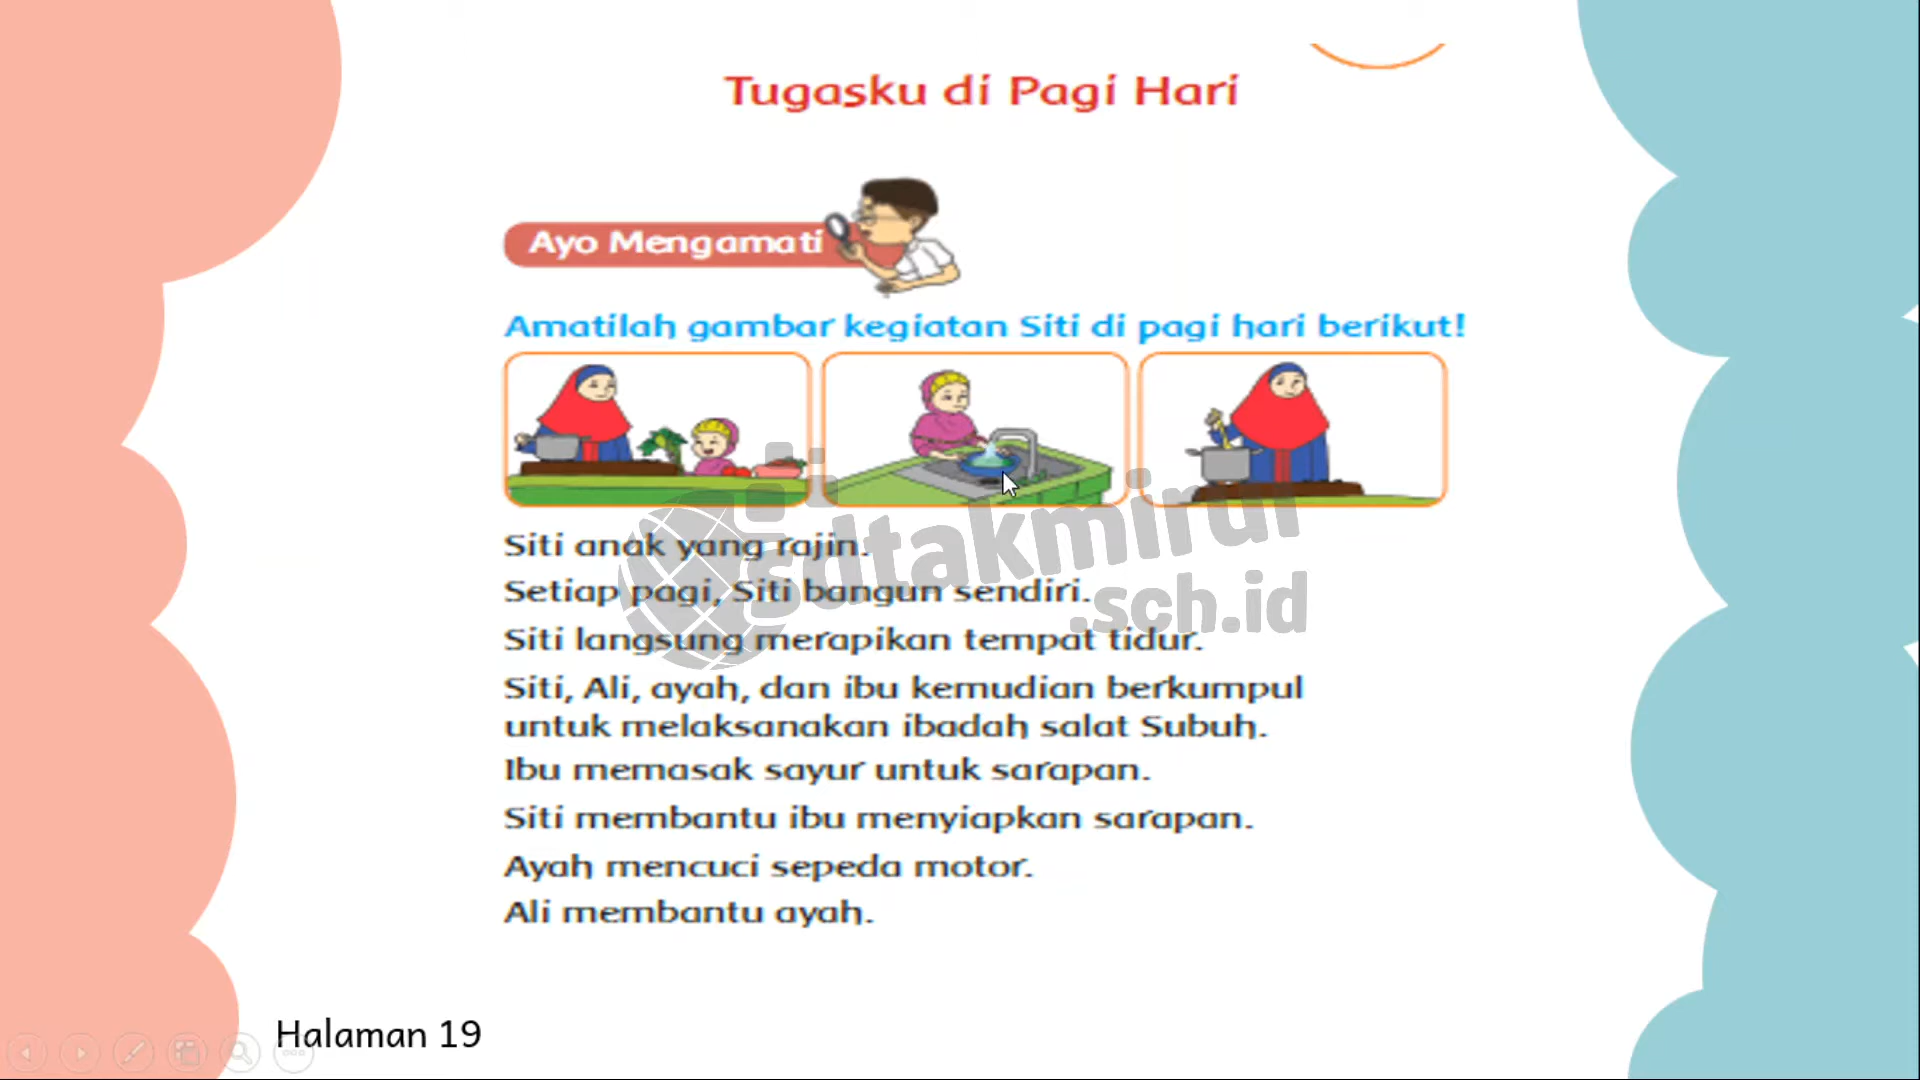 Tugasku di Pagi Hari
Ayo Mengamati
Amatilah gambar kegiatan Siti di pagi hari berikut!
Siti anak yang rajin.
Setiap pagi, Siti bangun sendiri.
Siti langsung merapikan tempat tidur.
Siti, Ali, ayah, dan ibu kemudian berkumpul
untuk melaksanakan ibadah salat Subuh.
Ibu memasak sayur untuk sarapan.
Siti membantu ibu menyiapkan sarapan.
Ayah mencuci sepeda motor.
Ali membantu ayah.
sdtakmirul
.sch.id
Halaman 19